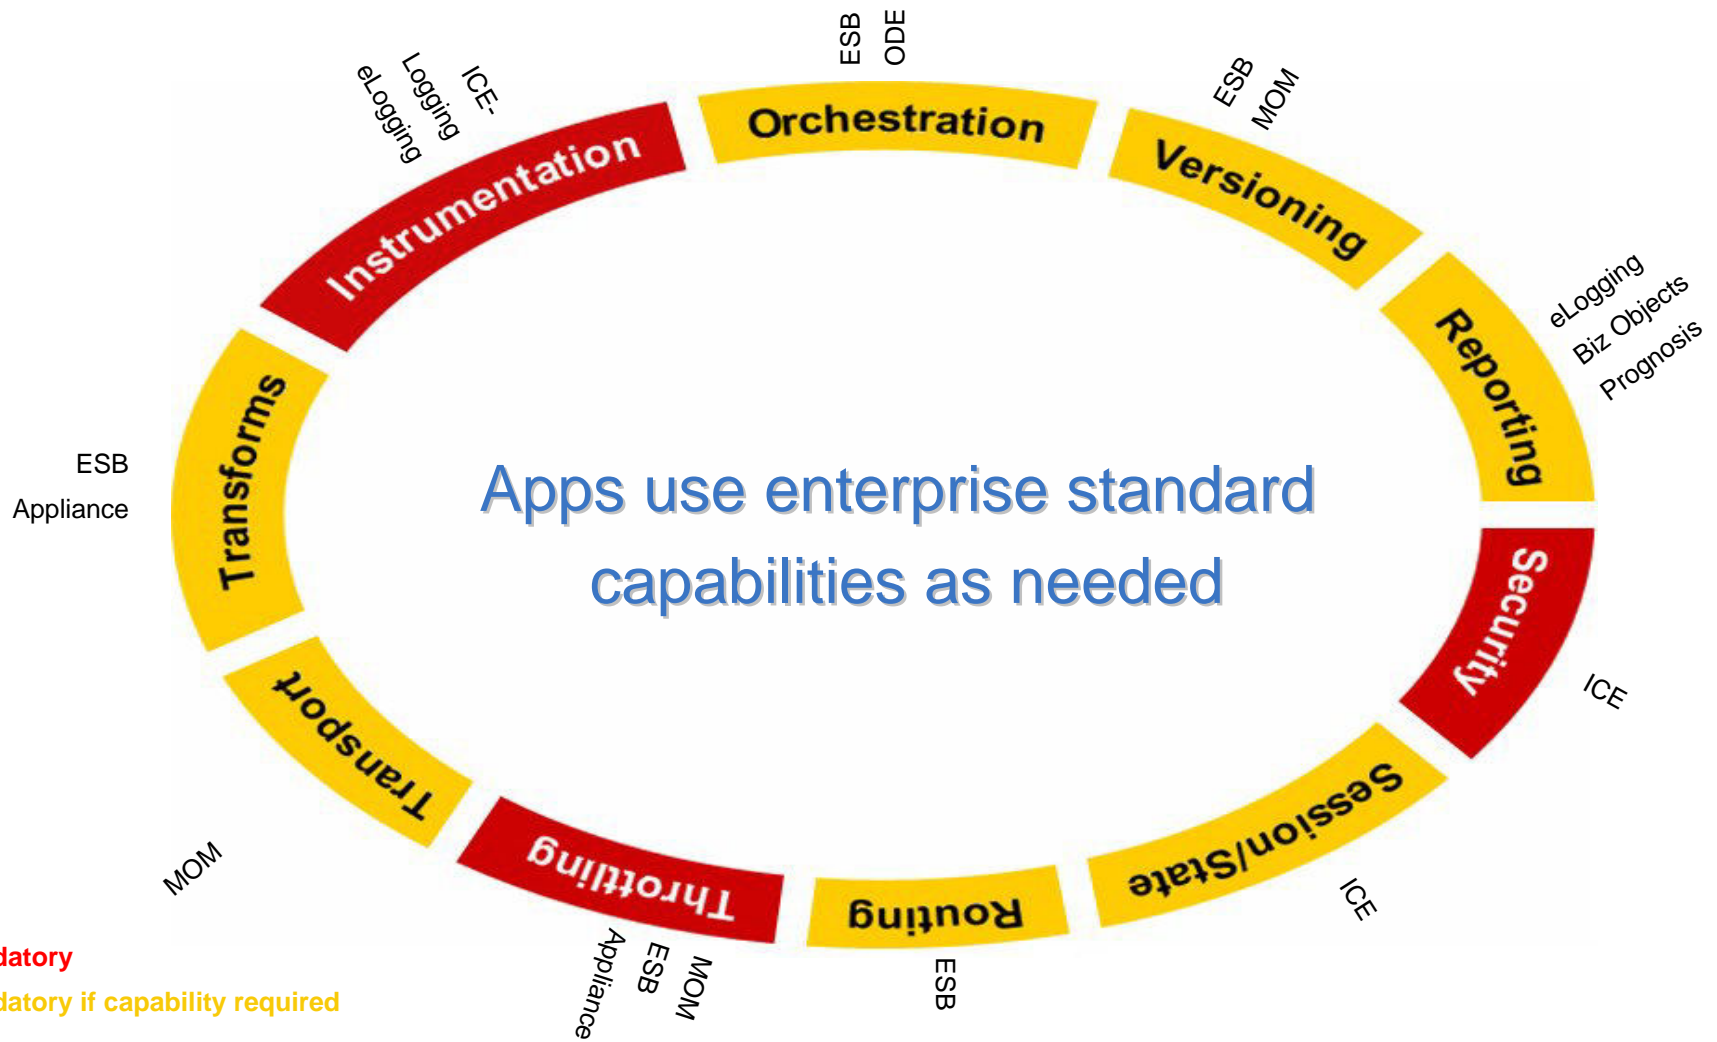 ESB
ODE
Orchestration
ESB
MOM
Versioning
eLogging
Biz Objects
Prognosis
Reporting
Security
ICE
Session/State
ICE
Routing
ESB
Throttling
MOM
ESB
Appliance
Transport
MOM
Transforms
ESB
Appliance
Instrumentation
ICE-
Logging
eLogging
Apps use enterprise standard
capabilities as needed
datory
datory if capability required